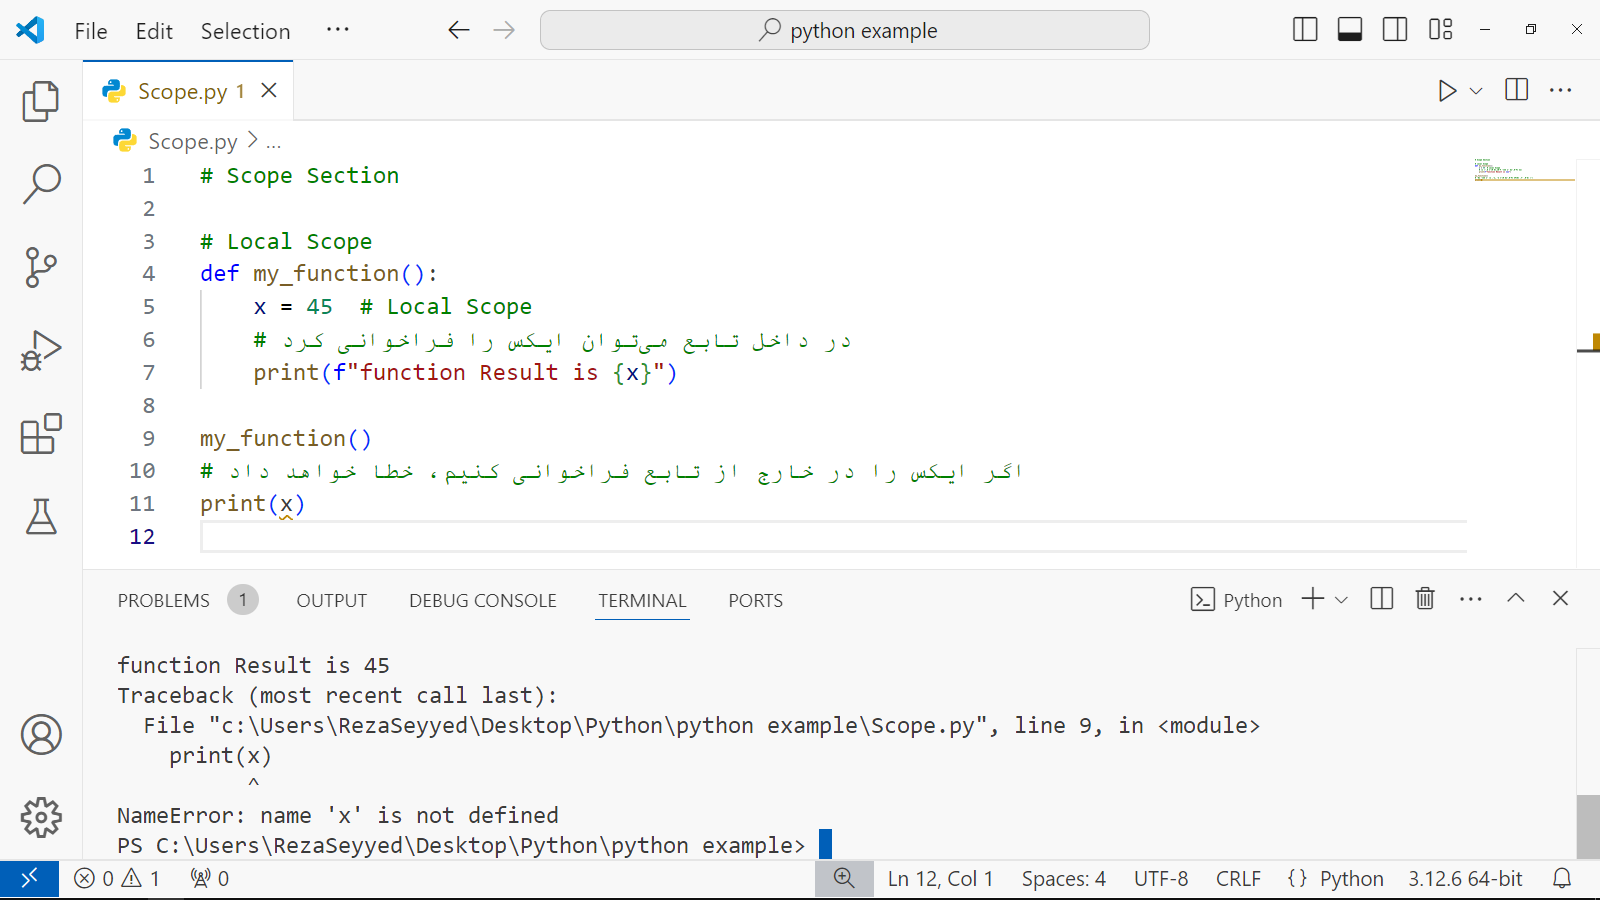 File Edit Selection ... python example
Scope.py 1
Scope.py > ...
1 # Scope Section
2
3 # Local Scope
4 def my_function():
5 x = 45 # Local Scope
6 # در داخل تابع می‌توان ایکس را فراخوانی کرد
7 print(f"function Result is {x}")
8
9 my_function()
10 # اگر ایکس را در خارج از تابع فراخوانی کنیم، خطا خواهد داد
11 print(x)
12
PROBLEMS 1 OUTPUT DEBUG CONSOLE TERMINAL PORTS Python
function Result is 45
Traceback (most recent call last):
File "c:\Users\RezaSeyyed\Desktop\Python\python example\Scope.py", line 9, in <module>
print(x)
^
NameError: name 'x' is not defined
PS C:\Users\RezaSeyyed\Desktop\Python\python example>
0 1 0 Ln 12, Col 1 Spaces: 4 UTF-8 CRLF {} Python 3.12.6 64-bit